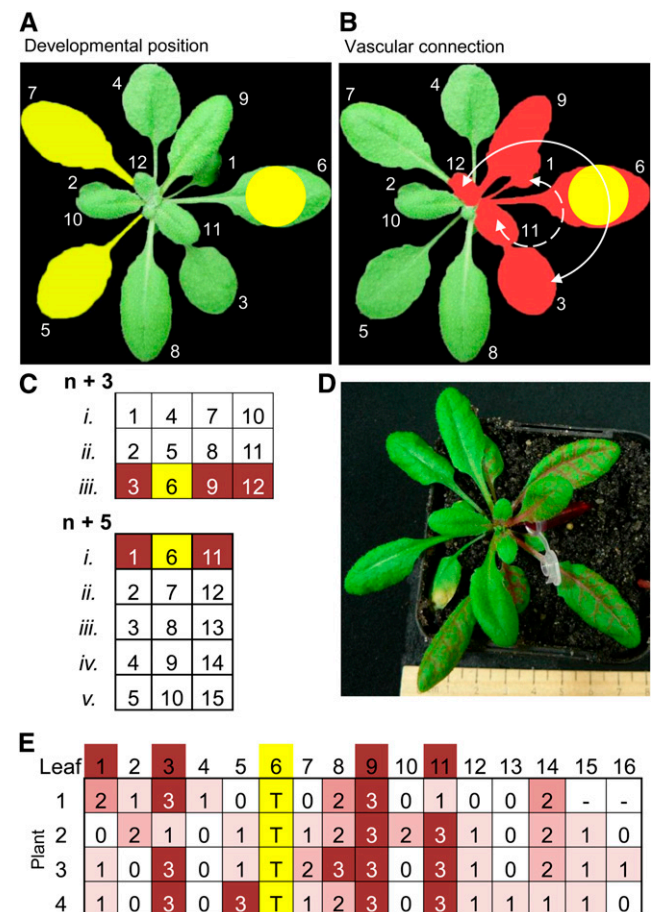 A
Developmental position
B
Vascular connection
7
4
9
12
1
6
2
10
11
3
5
8
7
4
9
12
1
6
2
10
11
3
5
8
C
n + 3
i. 1 4 7 10
ii. 2 5 8 11
iii. 3 6 9 12
n + 5
i. 1 6 11
ii. 2 7 12
iii. 3 8 13
iv. 4 9 14
v. 5 10 15
D
E
Leaf 1 2 3 4 5 6 7 8 9 10 11 12 13 14 15 16
Plant
1 2 1 3 1 0 T 0 2 3 0 1 0 0 2 - -
2 0 2 1 0 1 T 1 2 3 2 3 1 0 2 1 0
3 1 0 3 0 1 T 2 3 3 0 3 1 0 2 1 1
4 1 0 3 0 3 T 1 2 3 0 3 1 1 1 1 0